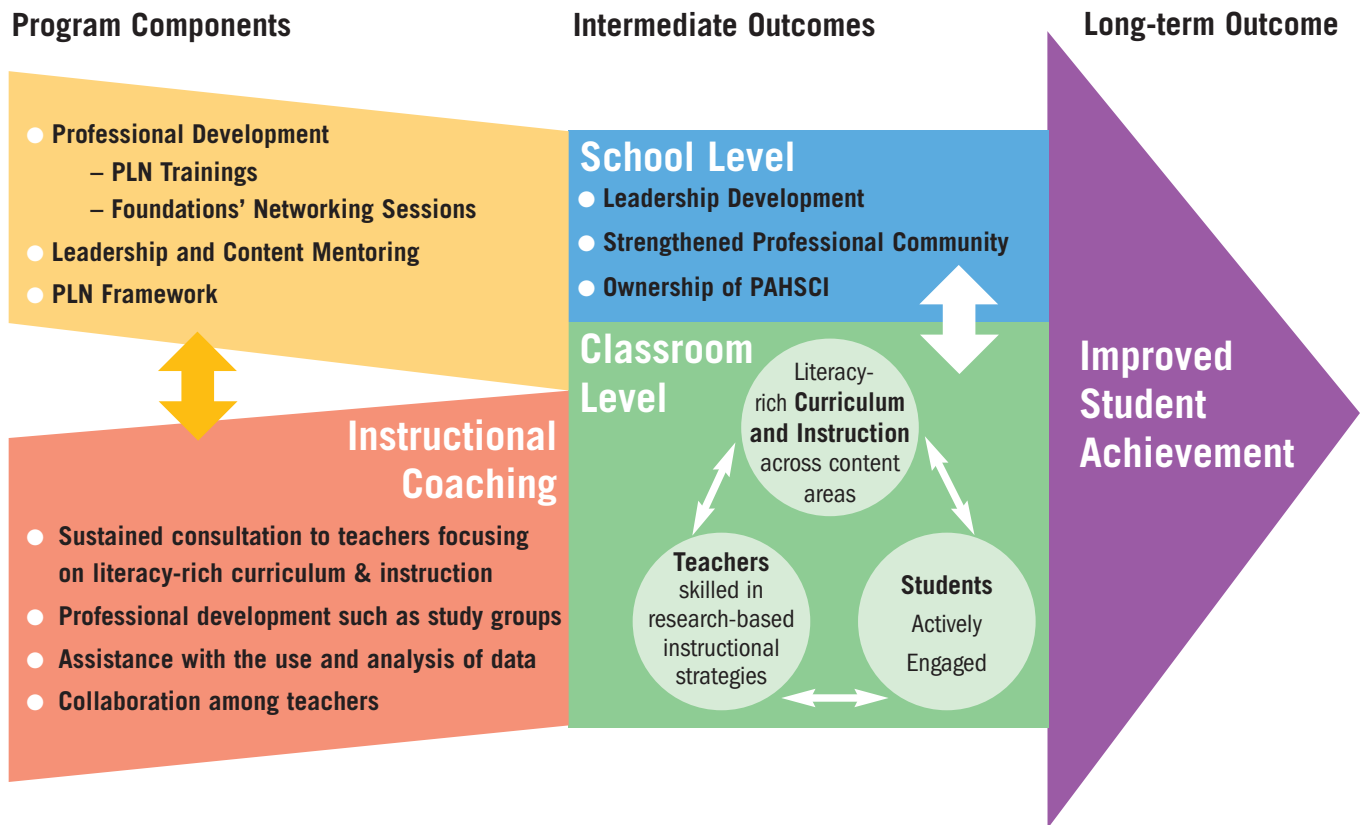 Program Components
Intermediate Outcomes
Long-term Outcome
● Professional Development
– PLN Trainings
– Foundations’ Networking Sessions
● Leadership and Content Mentoring
● PLN Framework
Instructional
Coaching
● Sustained consultation to teachers focusing
on literacy-rich curriculum & instruction
● Professional development such as study groups
● Assistance with the use and analysis of data
● Collaboration among teachers
School Level
● Leadership Development
● Strengthened Professional Community
● Ownership of PAHSCI
Classroom
Level
Literacy-
rich Curriculum
and Instruction
across content
areas
Teachers
skilled in
research-based
instructional
strategies
Students
Actively
Engaged
Improved
Student
Achievement